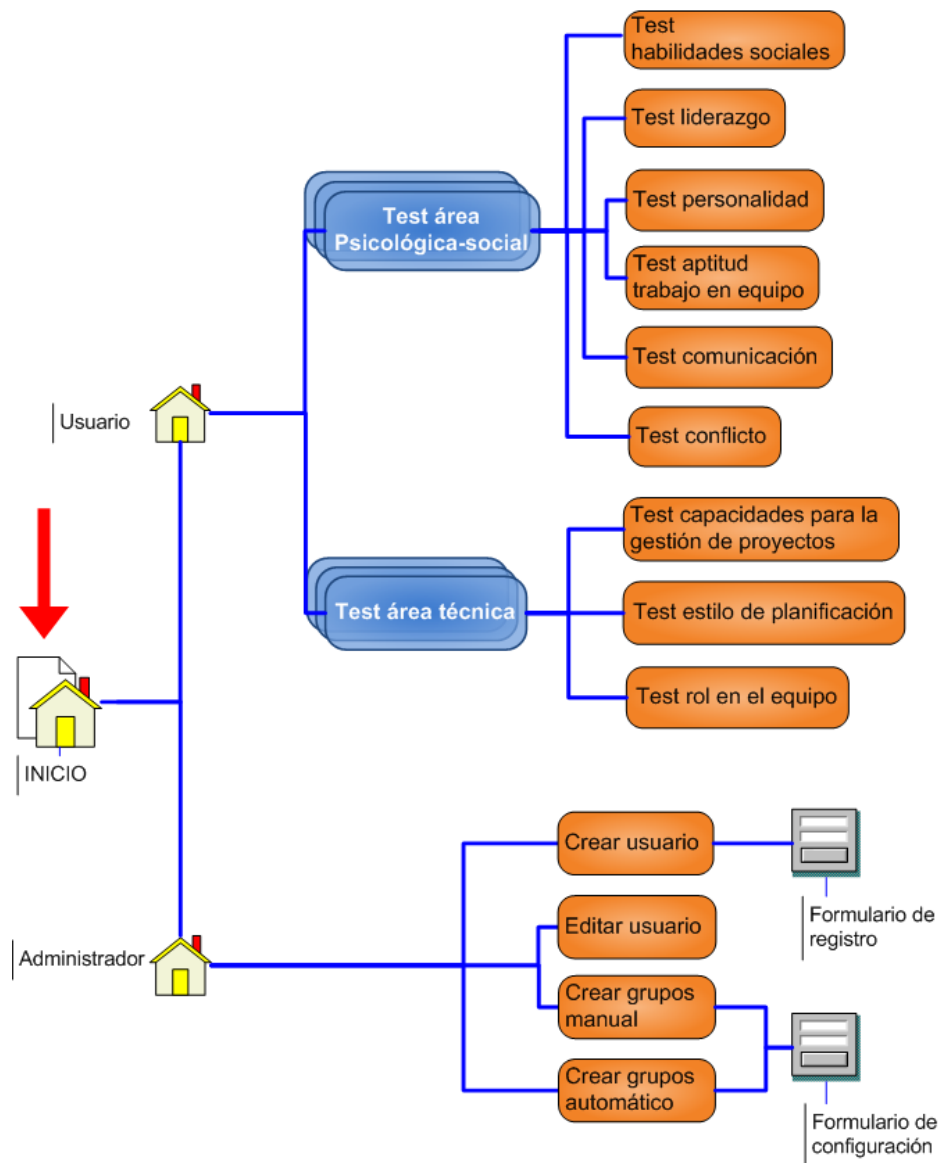 Test
habilidades sociales
Test liderazgo
Test personalidad
Test aptitud
trabajo en equipo
Test comunicación
Test conflicto
Test área
Psicológica-social
Usuario
Test capacidades para la
gestión de proyectos
Test estilo de planificación
Test rol en el equipo
Test área técnica
INICIO
Administrador
Crear usuario
Editar usuario
Crear grupos
manual
Crear grupos
automático
Formulario de
registro
Formulario de
configuración